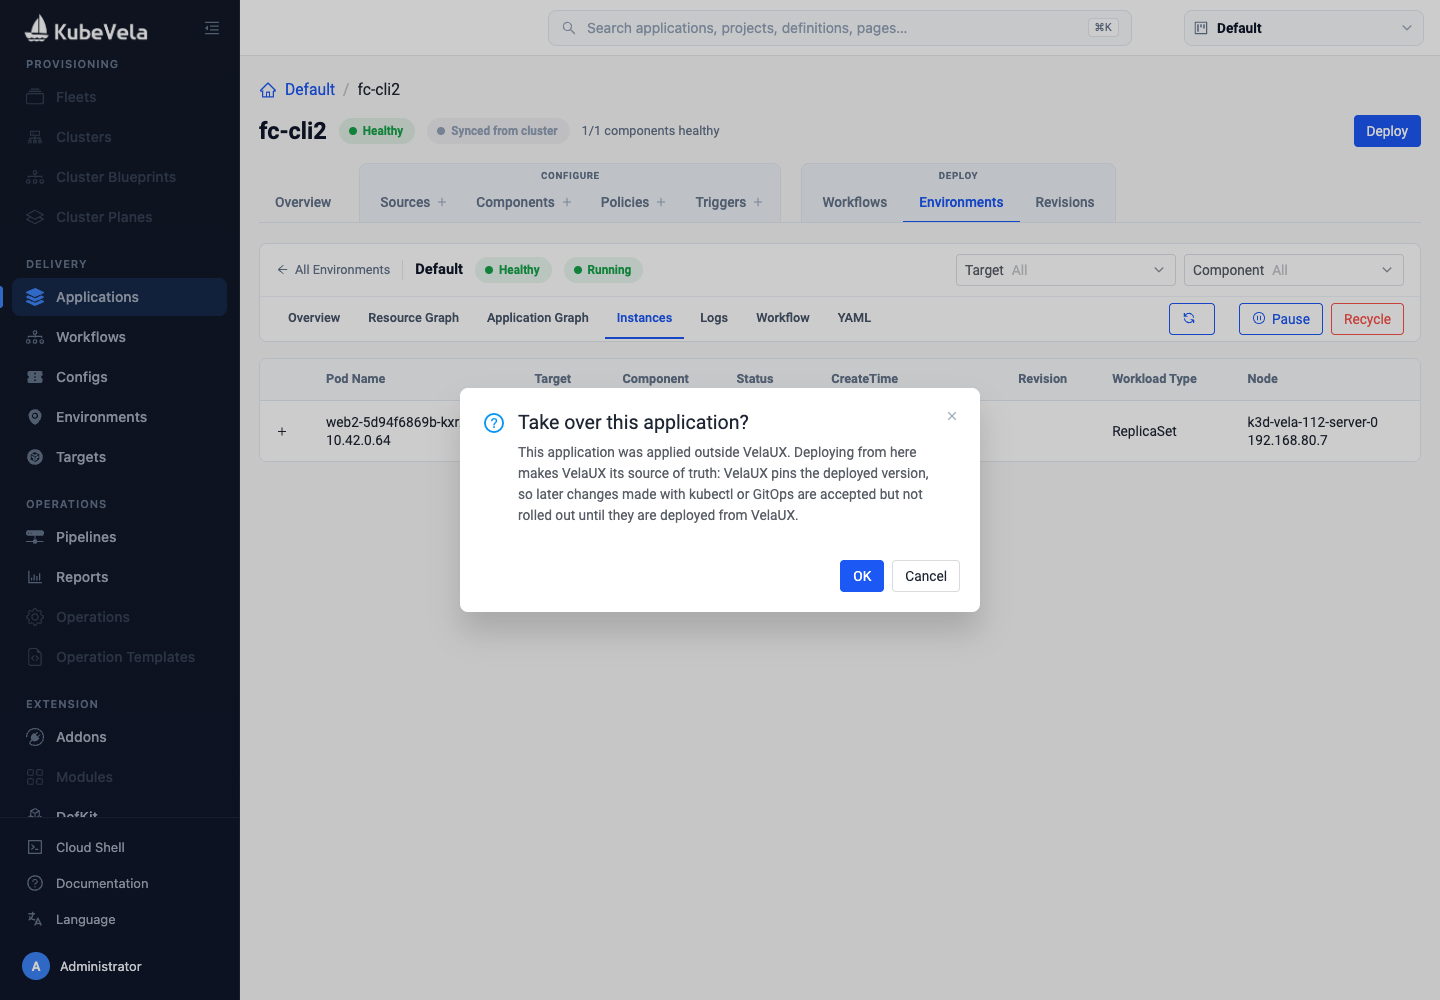 KubeVela
Search applications, projects, definitions, pages...
⌘K
Default
PROVISIONING
Fleets
Clusters
Cluster Blueprints
Cluster Planes
DELIVERY
Applications
Workflows
Configs
Environments
Targets
OPERATIONS
Pipelines
Reports
Operations
Operation Templates
EXTENSION
Addons
Modules
DefKit
Cloud Shell
Documentation
Language
A Administrator
Default / fc-cli2
fc-cli2 Healthy Synced from cluster 1/1 components healthy
Deploy
CONFIGURE
DEPLOY
Overview Sources + Components + Policies + Triggers + Workflows Environments Revisions
All Environments Default Healthy Running
Target All Component All
Overview Resource Graph Application Graph Instances Logs Workflow YAML
Pause Recycle
Pod Name Target Component Status CreateTime Revision Workload Type Node
+ 10.42.0.64
ReplicaSet
k3d-vela-112-server-0
192.168.80.7
Take over this application?
This application was applied outside VelaUX. Deploying from here
makes VelaUX its source of truth: VelaUX pins the deployed version,
so later changes made with kubectl or GitOps are accepted but not
rolled out until they are deployed from VelaUX.
OK Cancel